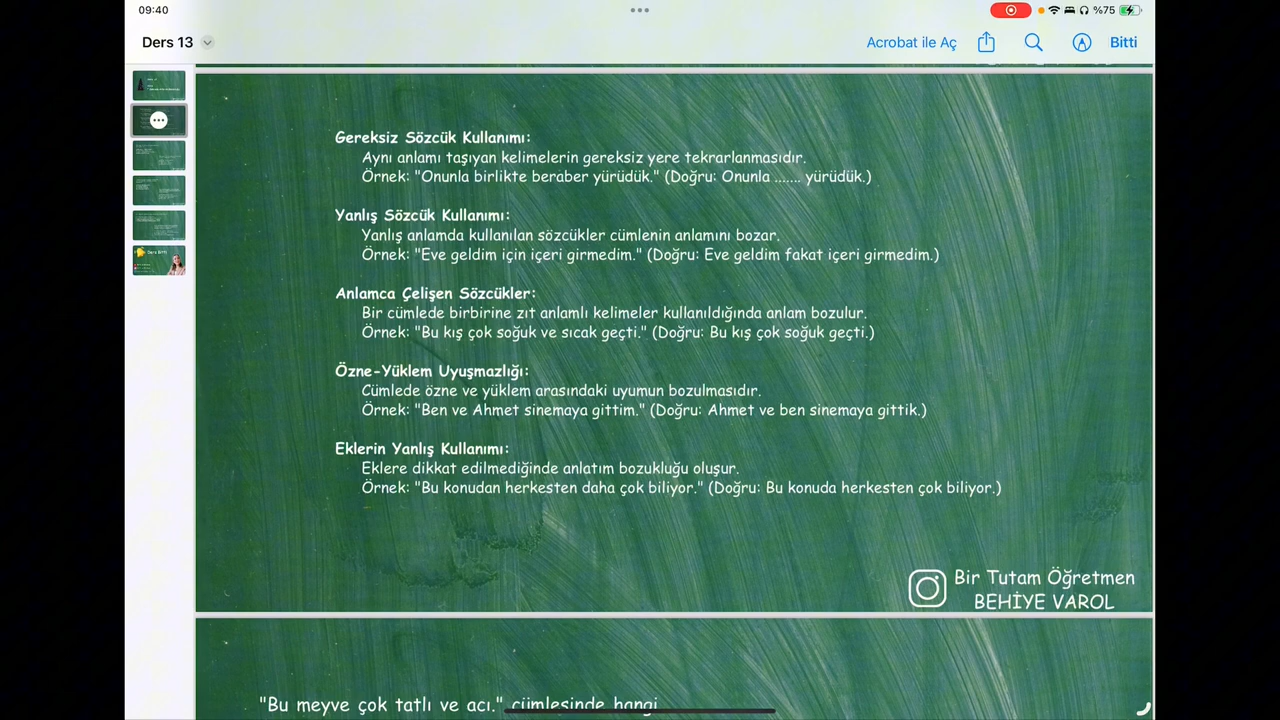 09:40
%75
Ders 13
Acrobat ile Aç
Bitti
Gereksiz Sözcük Kullanımı:
Aynı anlamı taşıyan kelimelerin gereksiz yere tekrarlanmasıdır.
Örnek: "Onunla birlikte beraber yürüdük." (Doğru: Onunla ....... yürüdük.)
Yanlış Sözcük Kullanımı:
Yanlış anlamda kullanılan sözcükler cümlenin anlamını bozar.
Örnek: "Eve geldim için içeri girmedim." (Doğru: Eve geldim fakat içeri girmedim.)
Anlamca Çelişen Sözcükler:
Bir cümlede birbirine zıt anlamlı kelimeler kullanıldığında anlam bozulur.
Örnek: "Bu kış çok soğuk ve sıcak geçti." (Doğru: Bu kış çok soğuk geçti.)
Özne-Yüklem Uyuşmazlığı:
Cümlede özne ve yüklem arasındaki uyumun bozulmasıdır.
Örnek: "Ben ve Ahmet sinemaya gittim." (Doğru: Ahmet ve ben sinemaya gittik.)
Eklerin Yanlış Kullanımı:
Eklere dikkat edilmediğinde anlatım bozukluğu oluşur.
Örnek: "Bu konudan herkesten daha çok biliyor." (Doğru: Bu konuda herkesten çok biliyor.)
Bir Tutam Öğretmen
BEHİYE VAROL
"Bu meyve çok tatlı ve acı." cümlesinde hangi